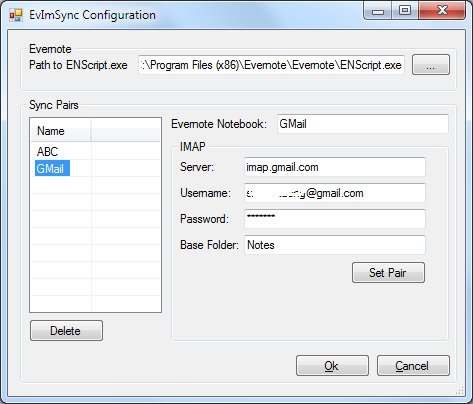 EvImSync Configuration
Evernote
Path to ENScript.exe :\Program Files (x86)\Evernote\Evernote\ENScript.exe ...
Sync Pairs
Name
ABC
GMail
Delete
Evernote Notebook: GMail
IMAP
Server: imap.gmail.com
Username: @gmail.com
Password: *******
Base Folder: Notes
Set Pair
Ok Cancel